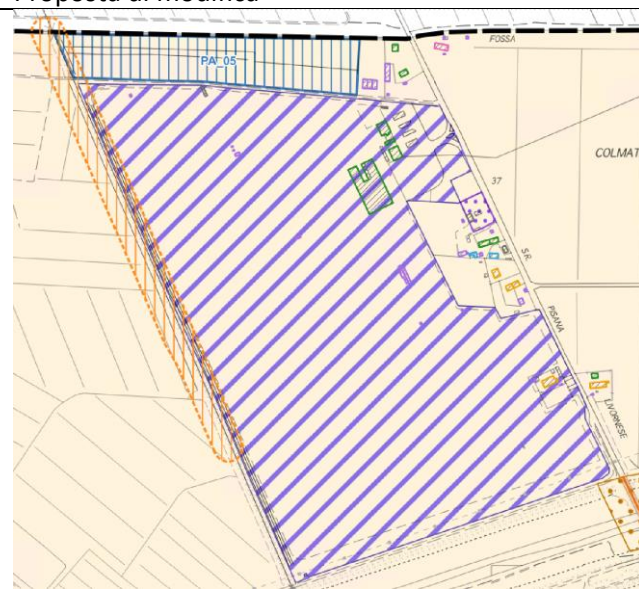 Proposta di modifica
PA_05
FOSSA
COLMAT
37
S.R.
PISANA
LIVORNESE